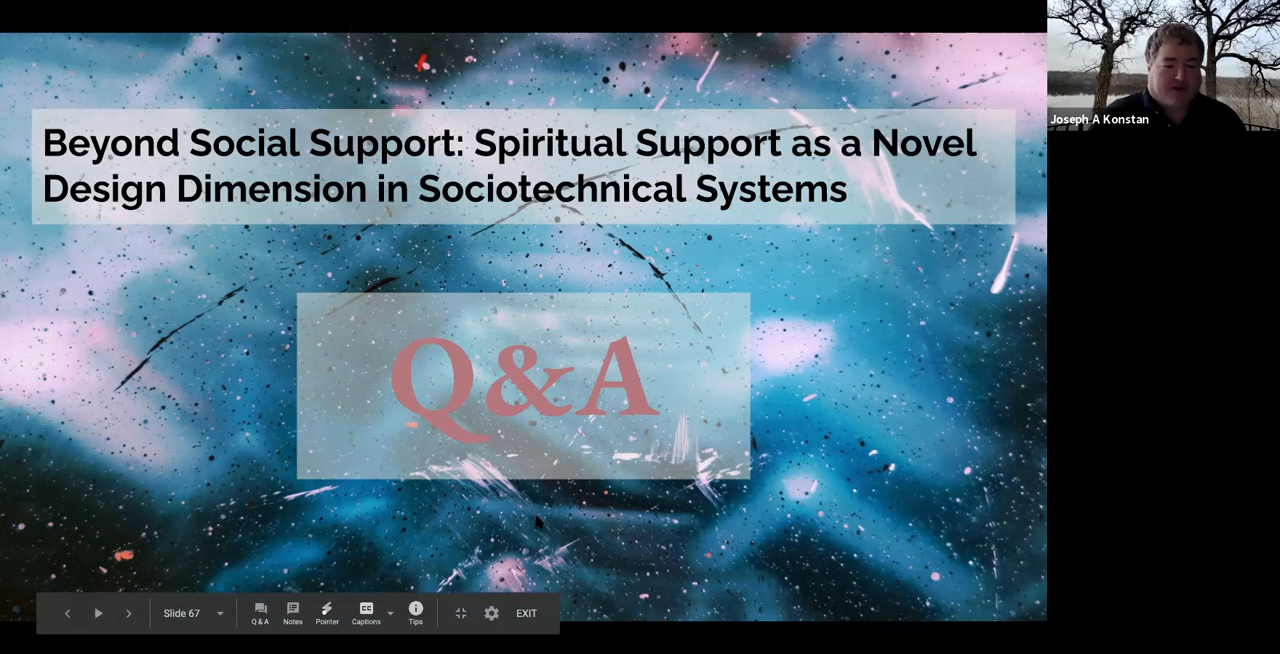 Beyond Social Support: Spiritual Support as a Novel
Design Dimension in Sociotechnical Systems
Joseph A Konstan
Q&A
Slide 67
Q & A
Notes
Pointer
CC
Captions
Tips
EXIT